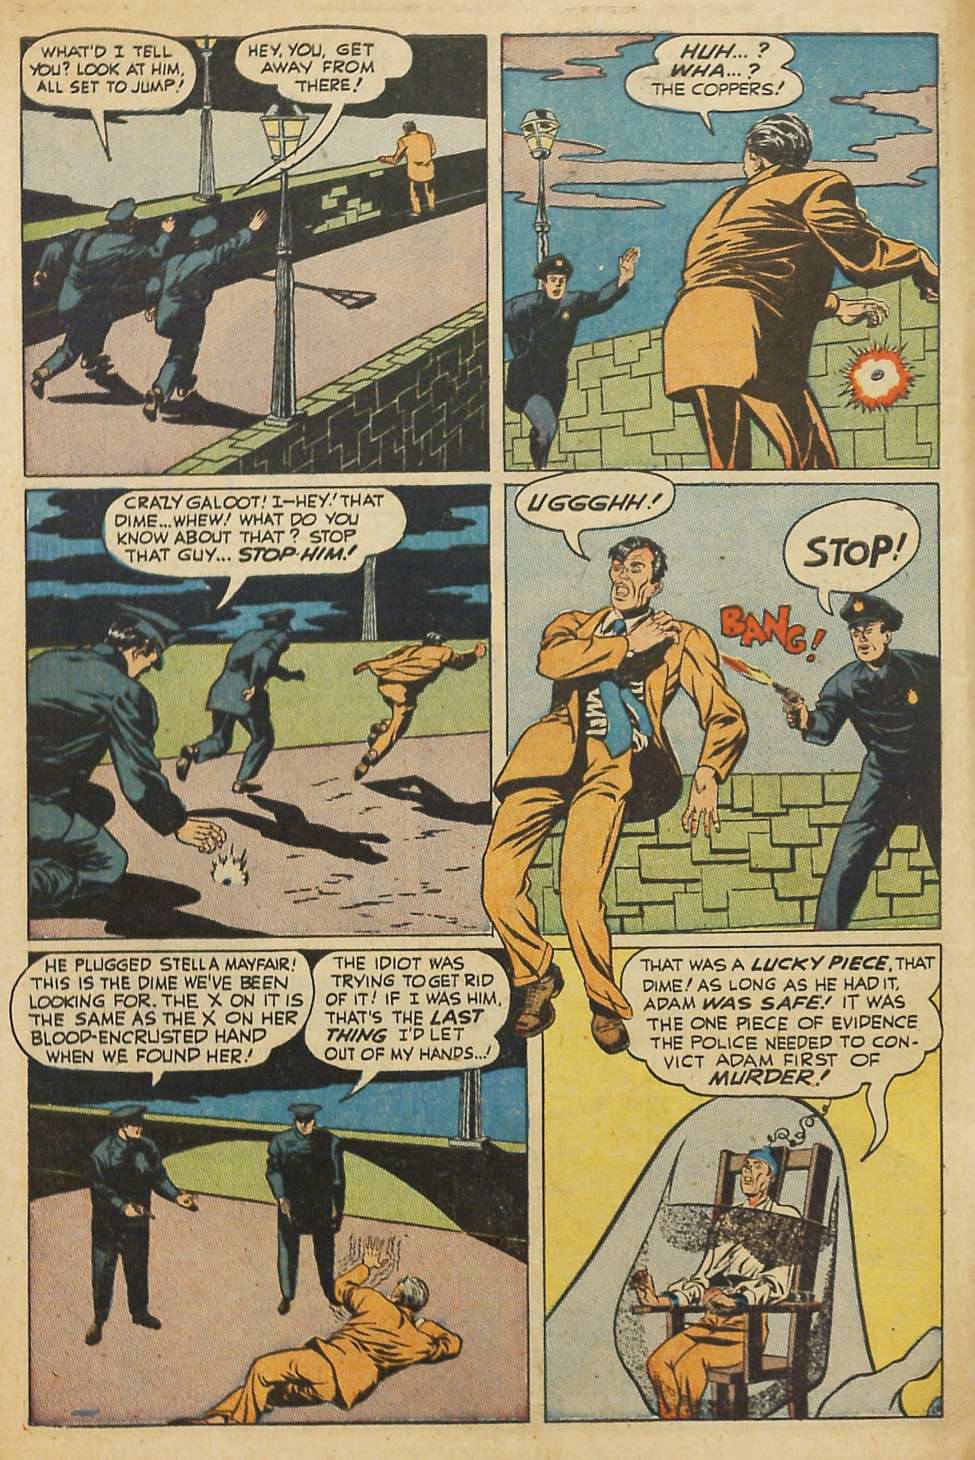 WHAT'D I TELL
YOU? LOOK AT HIM,
ALL SET TO JUMP!
HEY, YOU, GET
AWAY FROM
THERE!
HUH...?
WHA...?
THE COPPERS!
CRAZY GALOOT! I-HEY! THAT
DIME...WHEW! WHAT DO YOU
KNOW ABOUT THAT? STOP
THAT GUY... STOP HIM!
UGGGHH!
BANG!
STOP!
HE PLUGGED STELLA MAYFAIR!
THIS IS THE DIME WE'VE BEEN
LOOKING FOR. THE X ON IT IS
THE SAME AS THE X ON HER
BLOOD-ENCRUSTED HAND
WHEN WE FOUND HER!
THE IDIOT WAS
TRYING TO GET RID
OF IT! IF I WAS HIM,
THAT'S THE LAST
THING I'D LET
OUT OF MY HANDS...!
THAT WAS A LUCKY PIECE, THAT
DIME! AS LONG AS HE HAD IT,
ADAM WAS SAFE! IT WAS
THE ONE PIECE OF EVIDENCE
THE POLICE NEEDED TO CON-
VICT ADAM FIRST OF
MURDER!